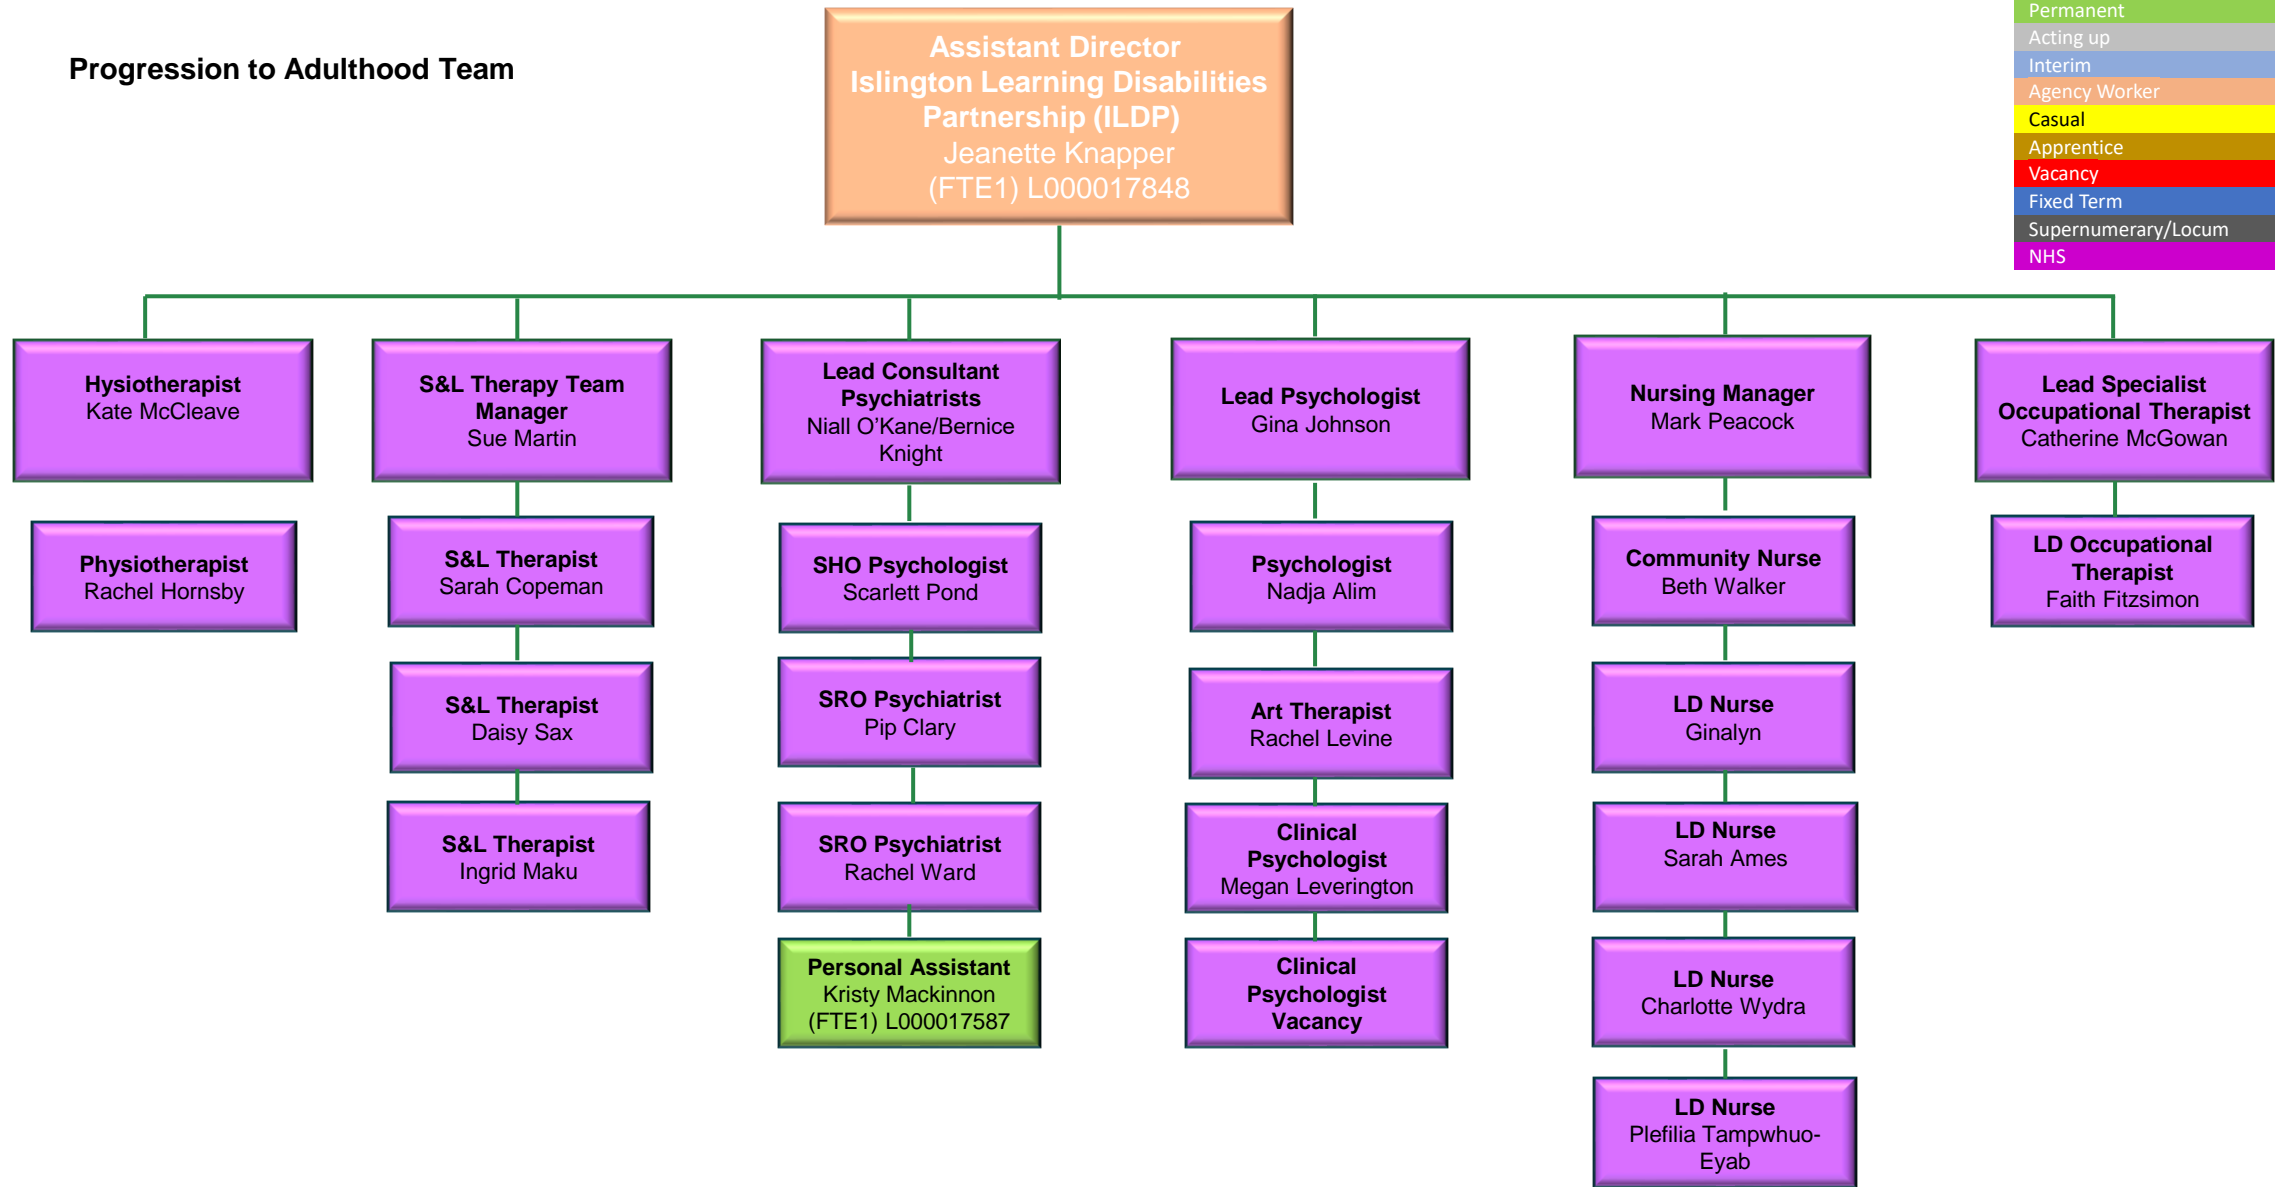 Progression to Adulthood Team
Assistant Director
Islington Learning Disabilities
Partnership (ILDP)
Jeanette Knapper
(FTE1) L000017848
Permanent
Acting up
Interim
Agency Worker
Casual
Apprentice
Vacancy
Fixed Term
Supernumerary/Locum
NHS
Hysiotherapist
Kate McCleave
S&L Therapy Team
Manager
Sue Martin
Lead Consultant
Psychiatrists
Niall O’Kane/Bernice
Knight
Lead Psychologist
Gina Johnson
Nursing Manager
Mark Peacock
Lead Specialist
Occupational Therapist
Catherine McGowan
Physiotherapist
Rachel Hornsby
S&L Therapist
Sarah Copeman
SHO Psychologist
Scarlett Pond
Psychologist
Nadja Alim
Community Nurse
Beth Walker
LD Occupational
Therapist
Faith Fitzsimon
S&L Therapist
Daisy Sax
SRO Psychiatrist
Pip Clary
Art Therapist
Rachel Levine
LD Nurse
Ginalyn
S&L Therapist
Ingrid Maku
SRO Psychiatrist
Rachel Ward
Clinical
Psychologist
Megan Leverington
LD Nurse
Sarah Ames
Personal Assistant
Kristy Mackinnon
(FTE1) L000017587
Clinical
Psychologist
Vacancy
LD Nurse
Charlotte Wydra
LD Nurse
Plefilia Tampwhuo-
Eyab